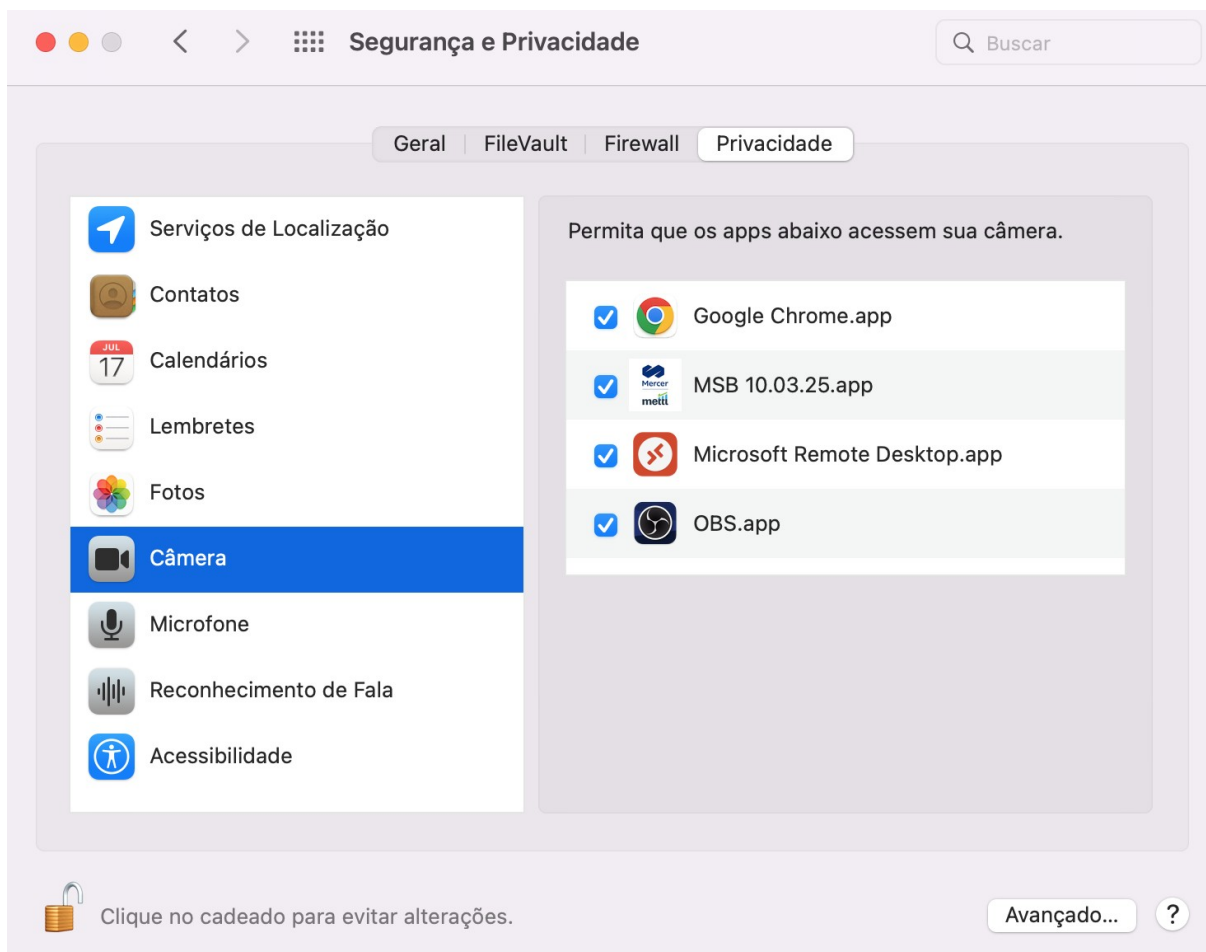 Segurança e Privacidade
Buscar
Geral
FileVault
Firewall
Privacidade
Serviços de Localização
Contatos
JUL
17
Calendários
Lembretes
Fotos
Câmera
Microfone
Reconhecimento de Fala
Acessibilidade
Permita que os apps abaixo acessem sua câmera.
Google Chrome.app
Mercer
mettl
MSB 10.03.25.app
Microsoft Remote Desktop.app
OBS.app
Clique no cadeado para evitar alterações.
Avançado...
?